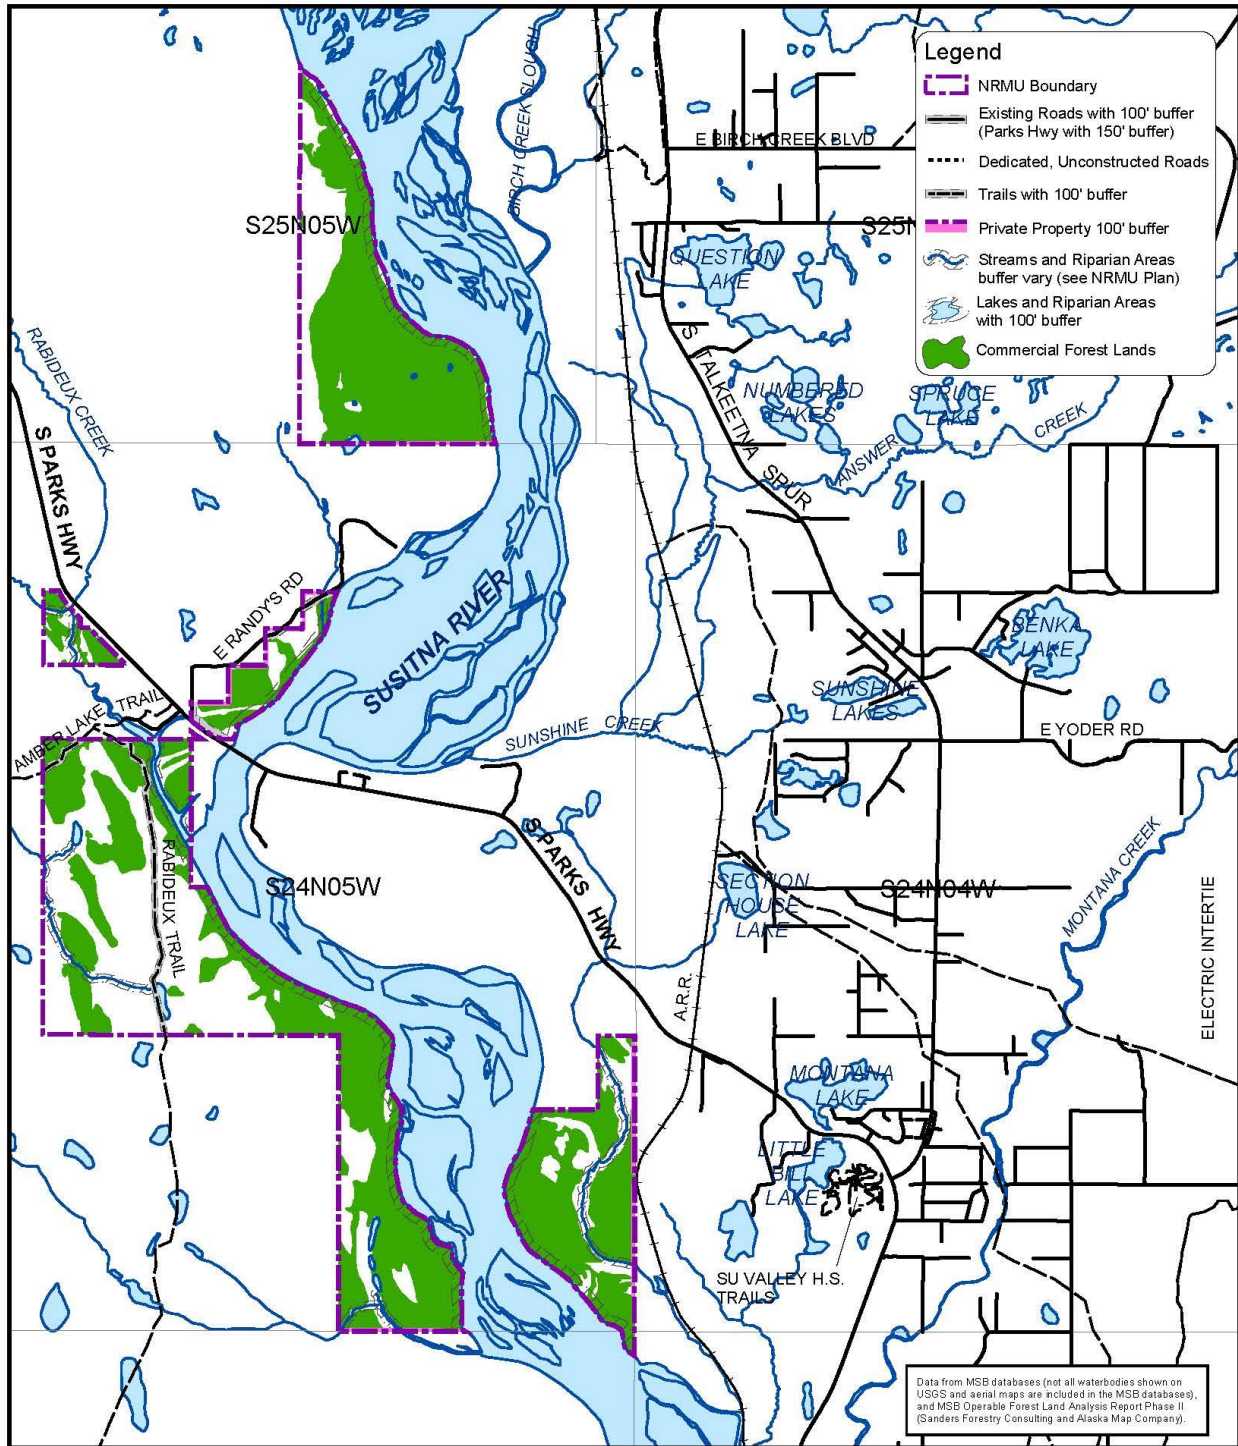 Legend
NRMU Boundary
Existing Roads with 100' buffer
(Parks Hwy with 150' buffer)
Dedicated, Unconstructed Roads
Trails with 100' buffer
Private Property 100' buffer
Streams and Riparian Areas
buffer vary (see NRMU Plan)
Lakes and Riparian Areas
with 100' buffer
Commercial Forest Lands
BIRCH CREEK SLOUGH
E BIRCH CREEK BLVD
S25N05W
S25N
QUESTION
LAKE
RABIDEUX CREEK
S TALKEETNA SPUR
NUMBERED
LAKES
SPRUCE
LAKE
ANSWER CREEK
S PARKS HWY
E RANDY'S RD
SUSITNA RIVER
BENKA
LAKE
SUNSHINE
LAKES
AMBER LAKE TRAIL
SUNSHINE CREEK
E YODER RD
S PARKS HWY
RABIDEUX TRAIL
S24N05W
SECTION
HOUSE
LAKE
S24N04W
MONTANA CREEK
ELECTRIC INTERTIE
A.R.R.
MONTANA
LAKE
LITTLE
BILL
LAKE
SU VALLEY H.S.
TRAILS
Data from MSB databases (not all waterbodies shown on
USGS and aerial maps are included in the MSB databases),
and MSB Operable Forest Land Analysis Report Phase II
(Sanders Forestry Consulting and Alaska Map Company).